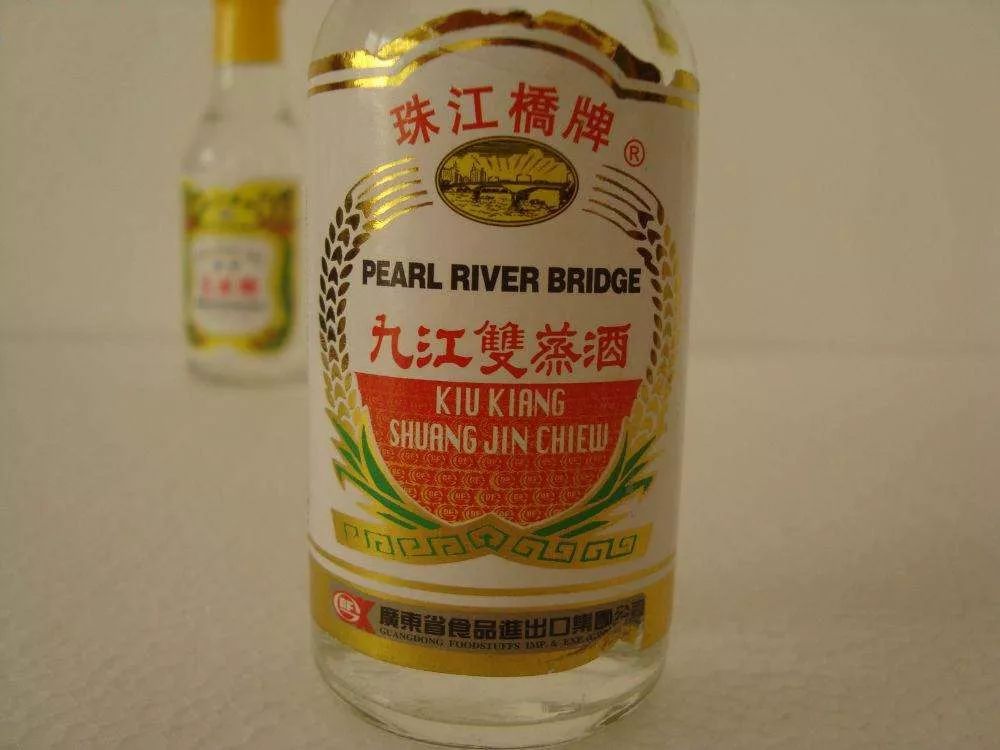 珠江橋牌
®
PEARL RIVER BRIDGE
九江雙蒸酒
KIU KIANG
SHUANG JIN CHIEW
廣東省食品進出口集團公司
GUANGDONG FOODSTUFFS IMP. & EXP.